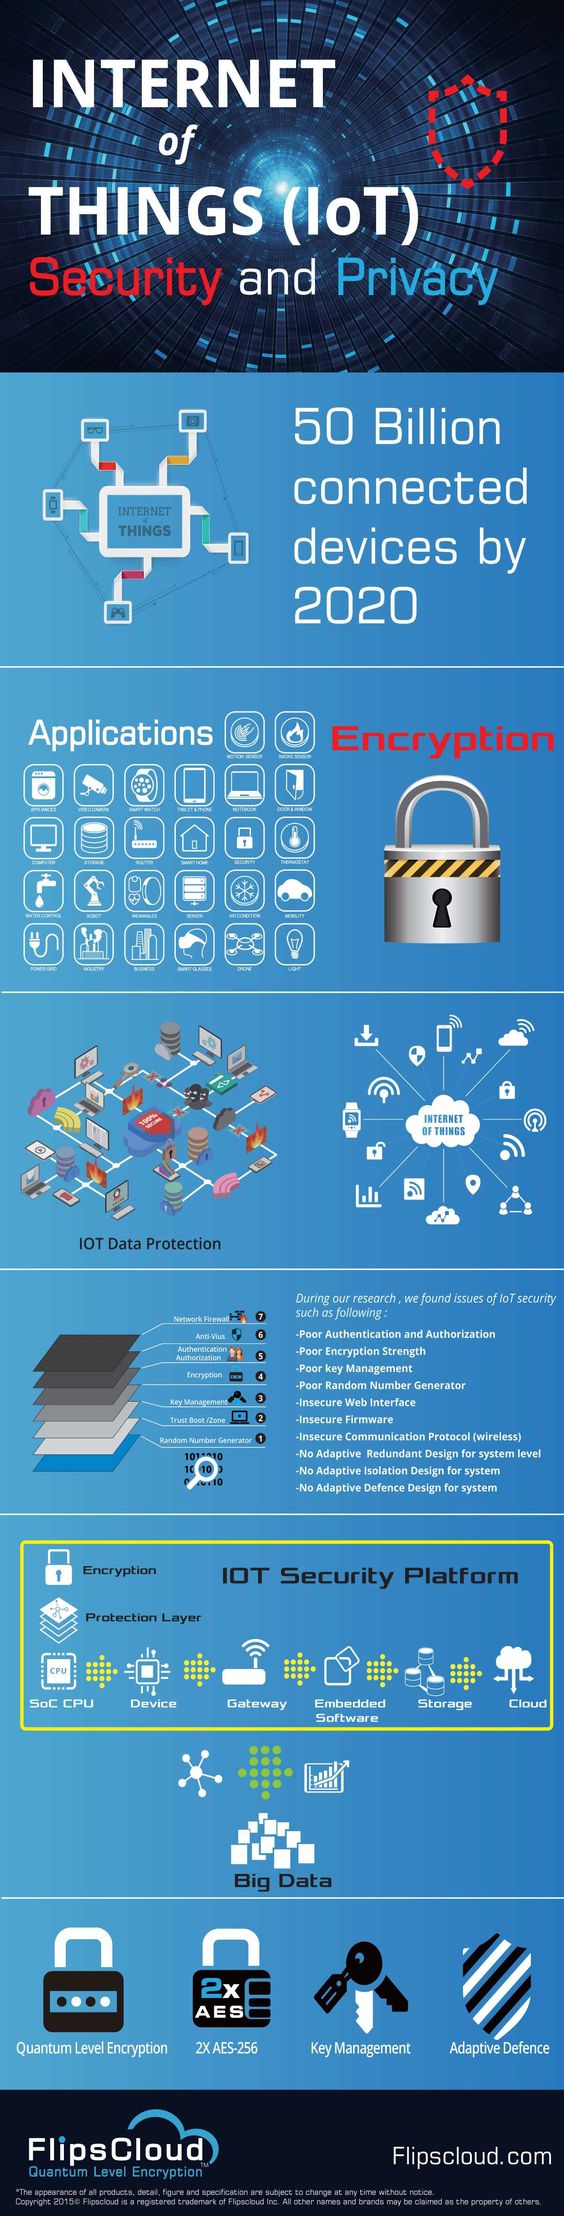 INTERNET
of
THINGS (IoT)
Security and Privacy
INTERNET
of
THINGS
50 Billion
connected
devices by
2020
Applications
MOTION SENSOR SMOKE SENSOR
APPLIANCES VIDEO CAMERA SMART WATCH TABLET & PHONE NOTEBOOK DOOR & WINDOW
COMPUTER STORAGE ROUTER SMART HOME SECURITY THERMOSTAT
WATER CONTROL ROBOT WEARABLES SERVER AIR CONDITION MOBILITY
POWER GRID INDUSTRY BUSINESS SMART GLASSES DRONE LIGHT
Encryption
100%
SECURE
IOT Data Protection
INTERNET
OF THINGS
Network Firewall 7
Anti-Vius 6
Authentication
Authorization 5
Encryption 4
Key Management 3
Trust Boot /Zone 2
Random Number Generator 1
During our research , we found issues of IoT security
such as following :
-Poor Authentication and Authorization
-Poor Encryption Strength
-Poor key Management
-Poor Random Number Generator
-Insecure Web Interface
-Insecure Firmware
-Insecure Communication Protocol (wireless)
-No Adaptive Redundant Design for system level
-No Adaptive Isolation Design for system
-No Adaptive Defence Design for system
Encryption
IOT Security Platform
Protection Layer
CPU
SoC CPU Device Gateway Embedded
Software Storage Cloud
Big Data
2x
AES
Quantum Level Encryption 2X AES-256 Key Management Adaptive Defence
FlipsCloud
Quantum Level Encryption TM
Flipscloud.com
*The appearance of all products, detail, figure and specification are subject to change at any time without notice.
Copyright 2015© Flipscloud is a registered trademark of Flipscloud Inc. All other names and brands may be claimed as the property of others.